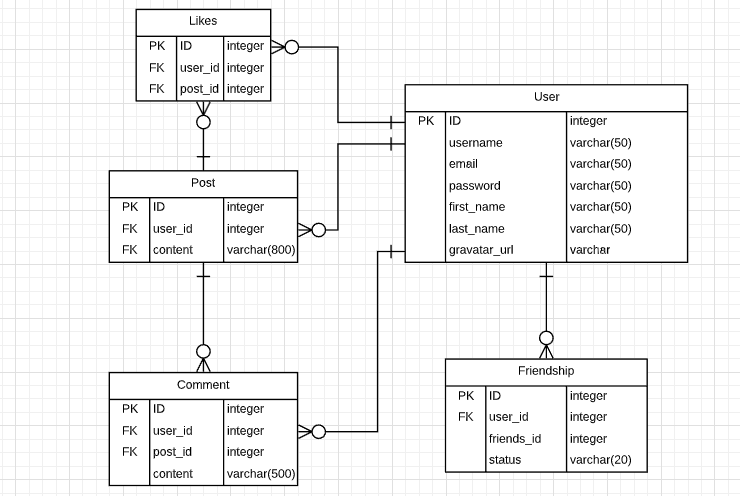 Likes
PK ID integer
FK user_id integer
FK post_id integer
User
PK ID integer
username varchar(50)
email varchar(50)
password varchar(50)
first_name varchar(50)
last_name varchar(50)
gravatar_url varchar
Post
PK ID integer
FK user_id integer
FK content varchar(800)
Comment
PK ID integer
FK user_id integer
FK post_id integer
content varchar(500)
Friendship
PK ID integer
FK user_id integer
friends_id integer
status varchar(20)